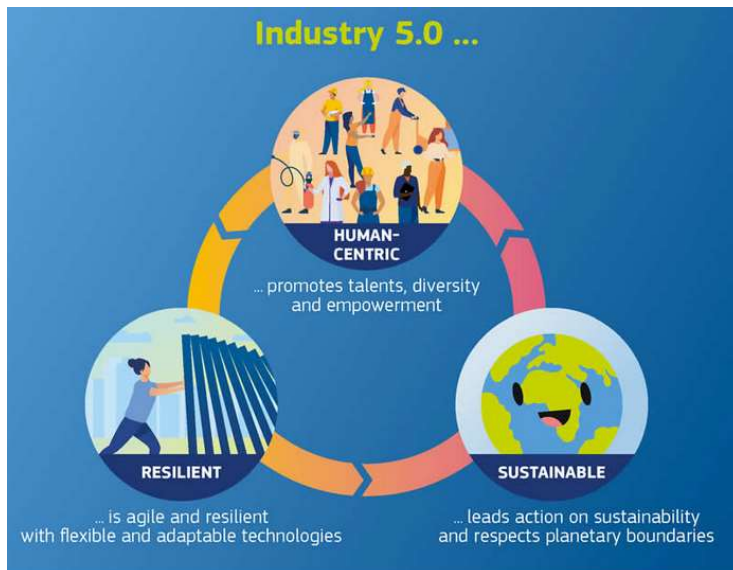 Industry 5.0 ...
HUMAN-
CENTRIC
... promotes talents, diversity
and empowerment
RESILIENT
... is agile and resilient
with flexible and adaptable technologies
SUSTAINABLE
... leads action on sustainability
and respects planetary boundaries